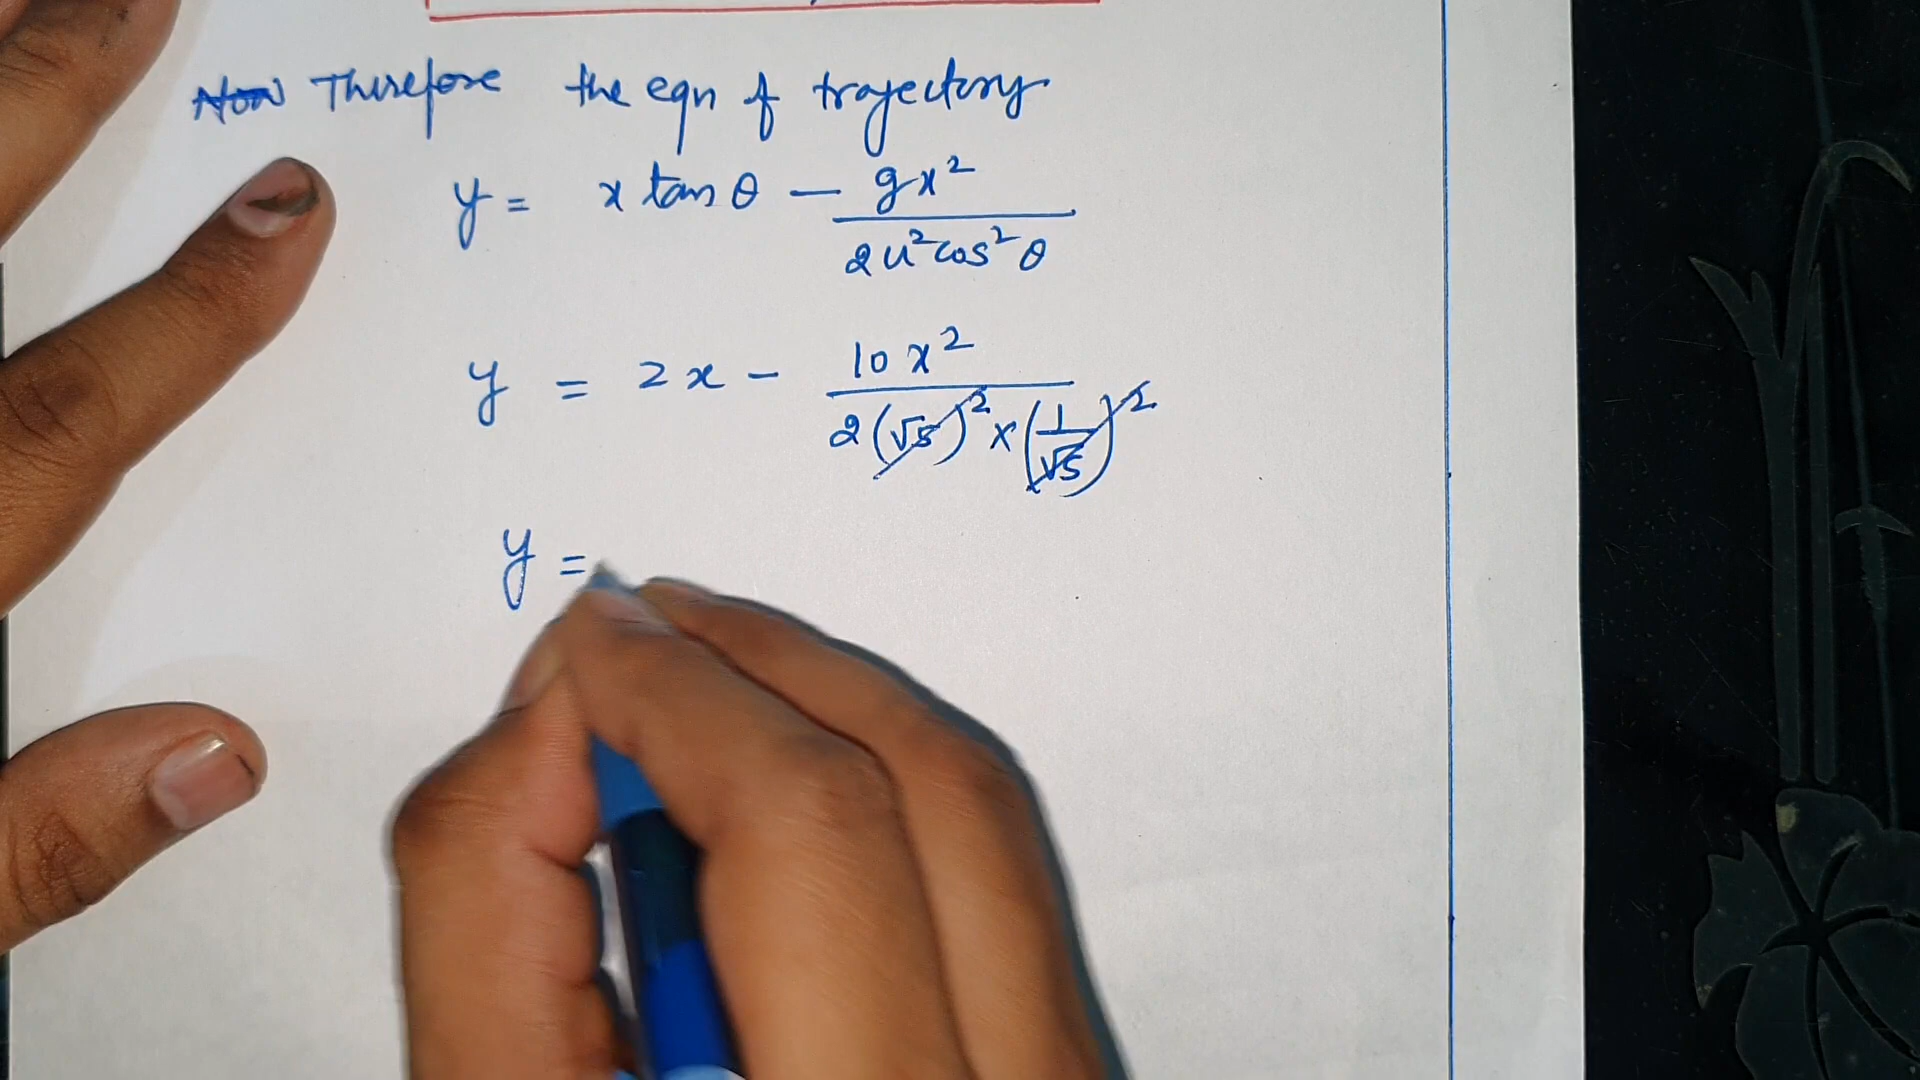 Now Therefore the eqn of trajectory
y = x tan θ — gx²/2u²cos²θ
y = 2x - 10x²/2(√5)²×(1/√5)²
y =